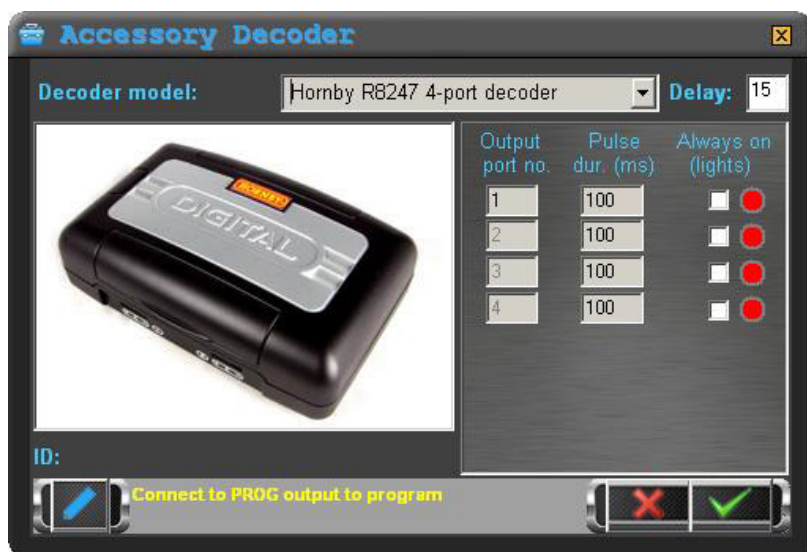 Accessory Decoder
Decoder model: Hornby R8247 4-port decoder Delay: 15
Output port no. Pulse dur. (ms) Always on (lights)
1 100
2 100
3 100
4 100
HORNBY
DIGITAL
ID:
Connect to PROG output to program